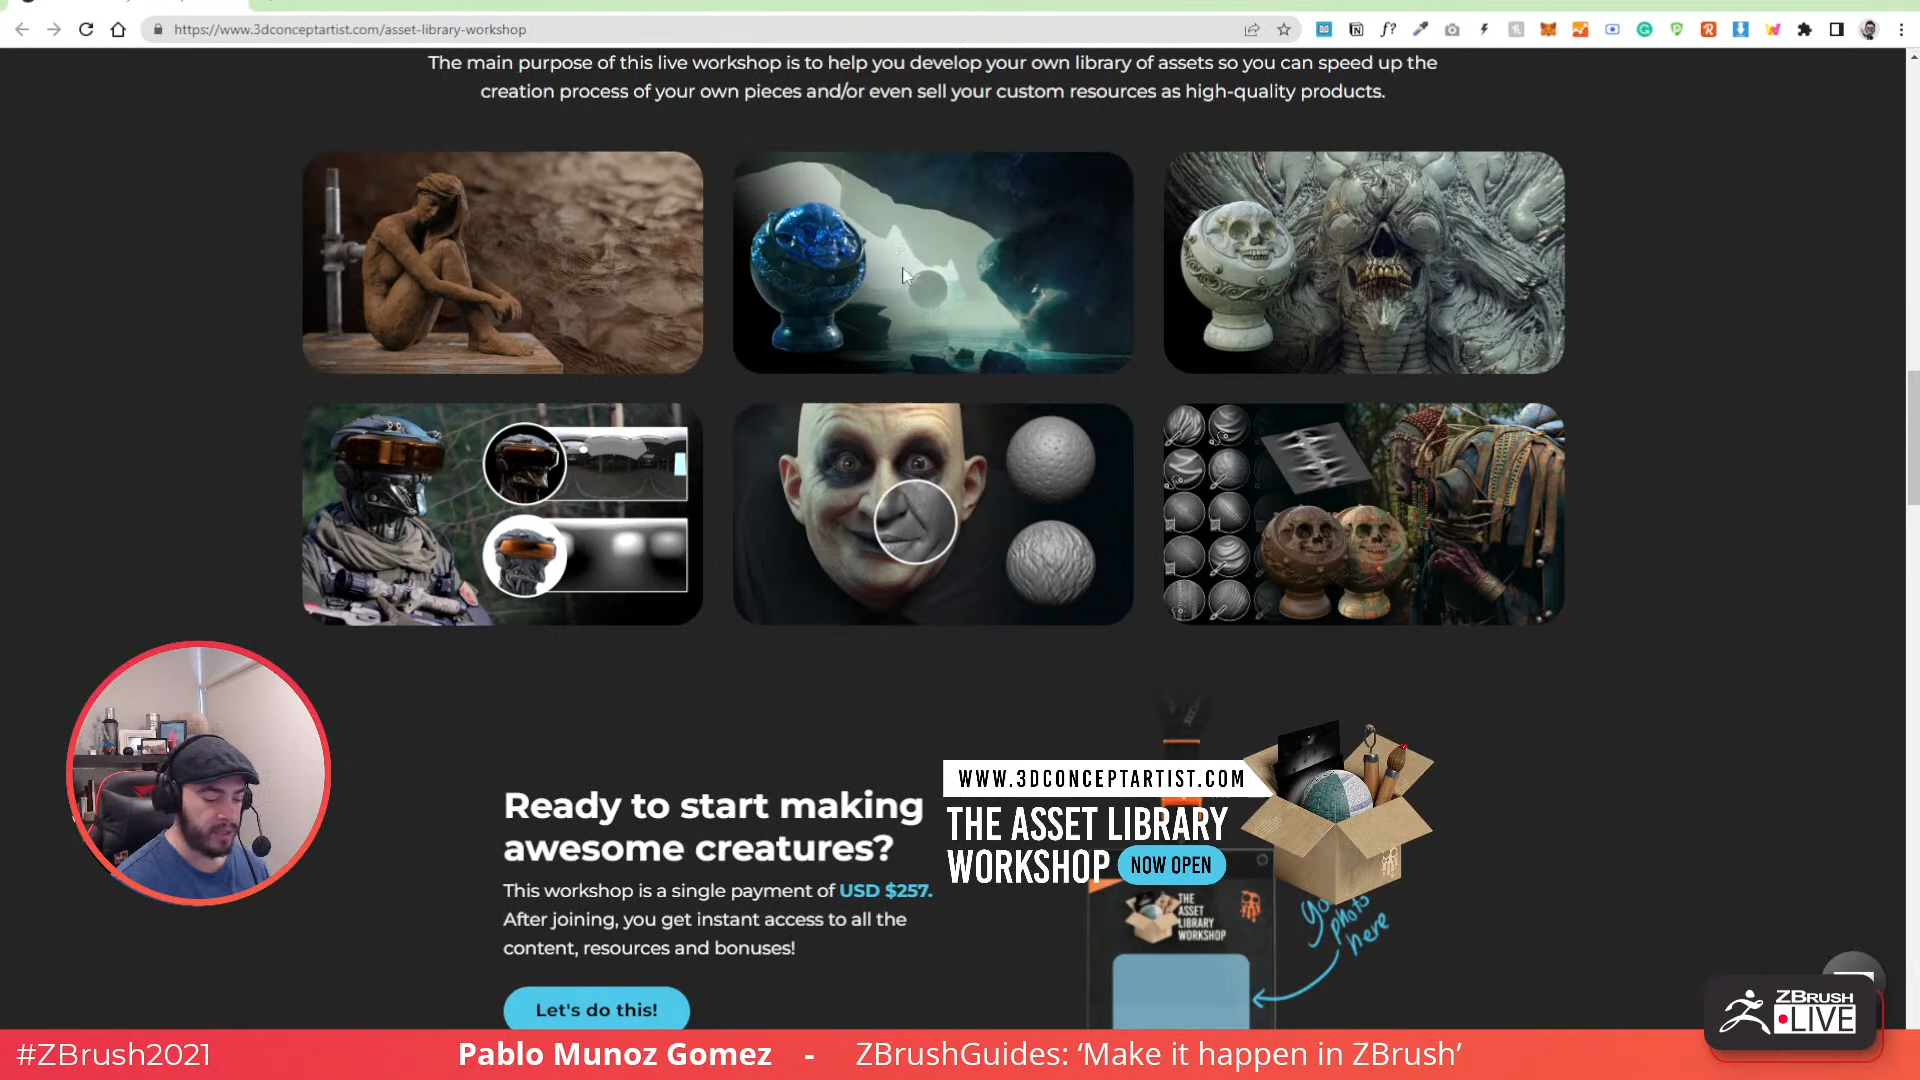 https://www.3dconceptartist.com/asset-library-workshop
The main purpose of this live workshop is to help you develop your own library of assets so you can speed up the
creation process of your own pieces and/or even sell your custom resources as high-quality products.
Ready to start making
awesome creatures?
This workshop is a single payment of USD $257.
After joining, you get instant access to all the
content, resources and bonuses!
Let's do this!
WWW.3DCONCEPTARTIST.COM
THE ASSET LIBRARY
WORKSHOP NOW OPEN
THE
ASSET
LIBRARY
WORKSHOP
photo
here
ZBRUSH
LIVE
#ZBrush2021
Pablo Munoz Gomez - ZBrushGuides: ‘Make it happen in ZBrush’